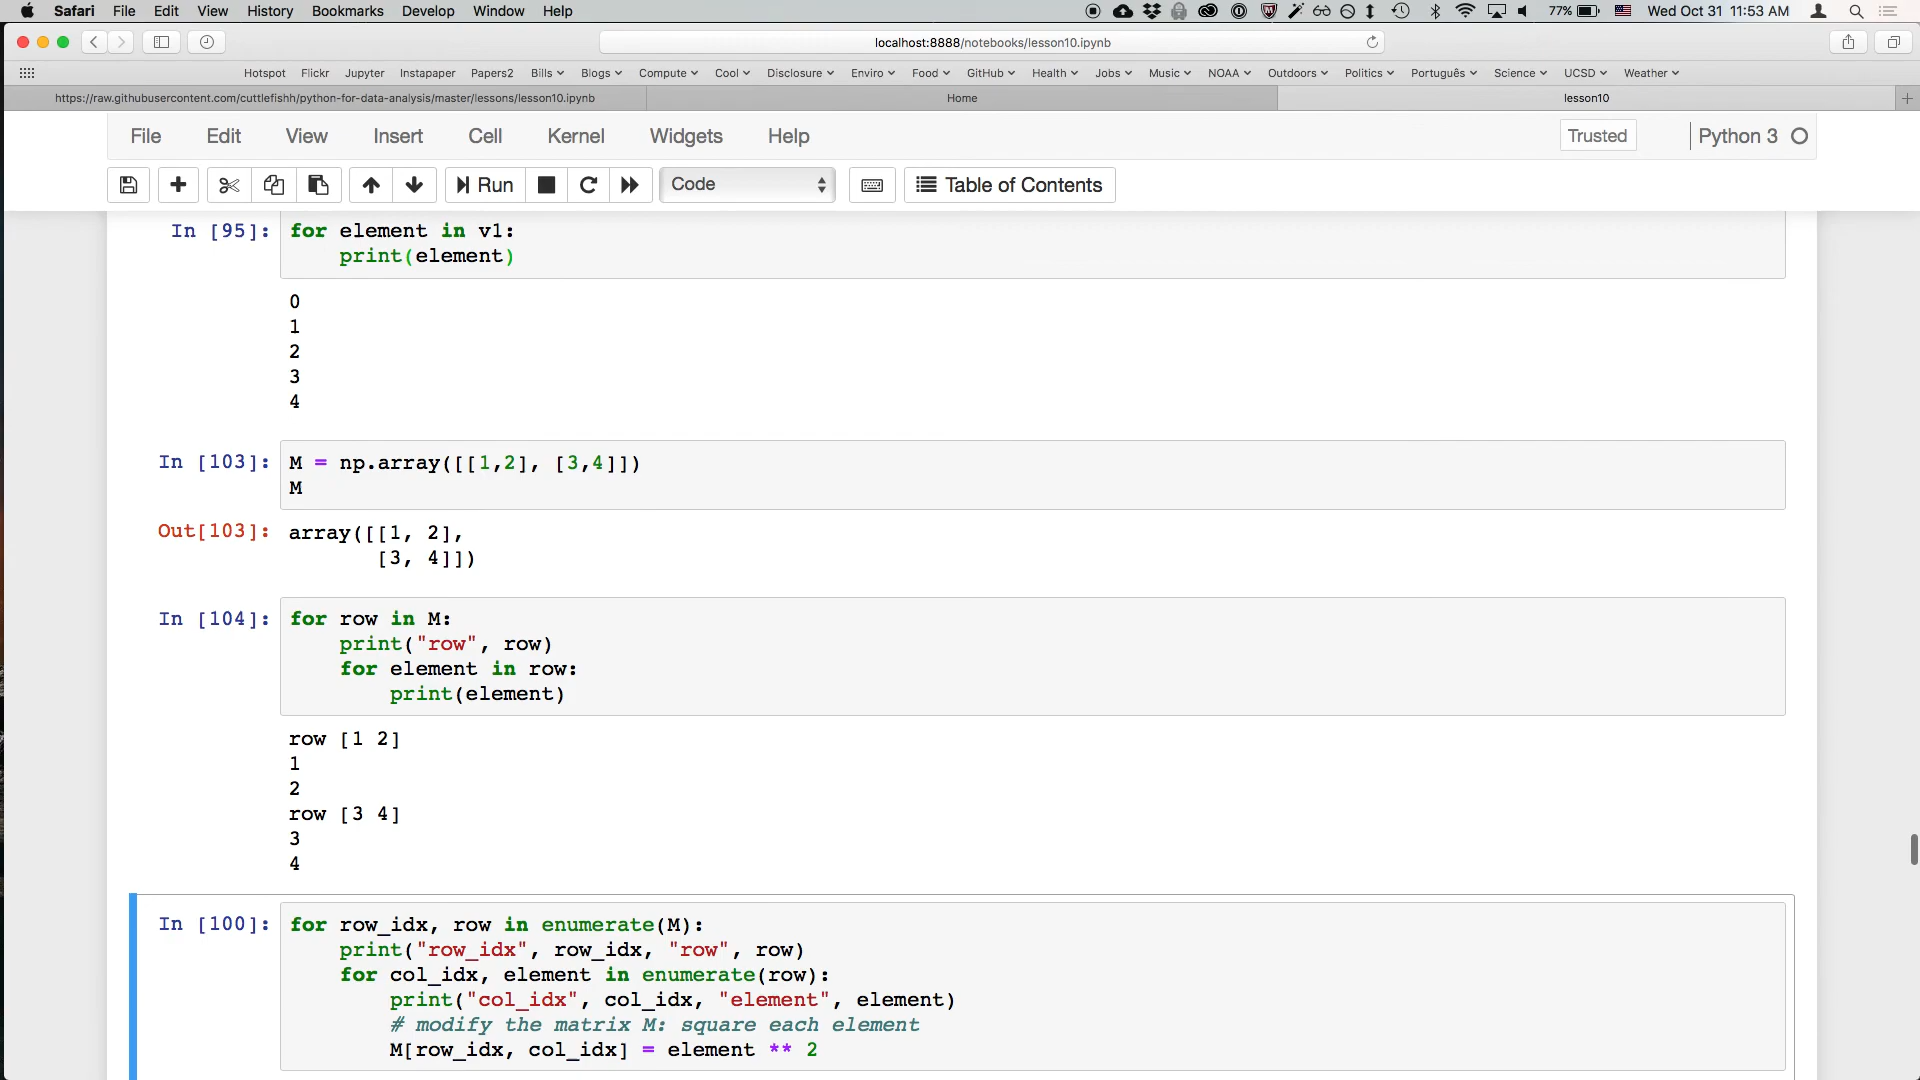 Safari File Edit View History Bookmarks Develop Window Help 77% Wed Oct 31 11:53 AM
localhost:8888/notebooks/lesson10.ipynb
Hotspot Flickr Jupyter Instapaper Papers2 Bills Blogs Compute Cool Disclosure Enviro Food GitHub Health Jobs Music NOAA Outdoors Politics Português Science UCSD Weather
https://raw.githubusercontent.com/cuttlefishh/python-for-data-analysis/master/lessons/lesson10.ipynb Home lesson10
File Edit View Insert Cell Kernel Widgets Help Trusted Python 3
Run Code Table of Contents
In [95]: for element in v1:
print(element)
0
1
2
3
4
In [103]: M = np.array([[1,2], [3,4]])
M
Out[103]: array([[1, 2],
[3, 4]])
In [104]: for row in M:
print("row", row)
for element in row:
print(element)
row [1 2]
1
2
row [3 4]
3
4
In [100]: for row_idx, row in enumerate(M):
print("row_idx", row_idx, "row", row)
for col_idx, element in enumerate(row):
print("col_idx", col_idx, "element", element)
# modify the matrix M: square each element
M[row_idx, col_idx] = element ** 2